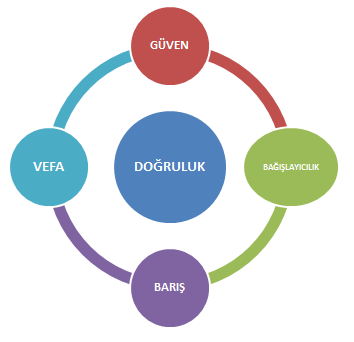 GÜVEN
VEFA
DOĞRULUK
BAĞIŞLAYICILIK
BARIŞ